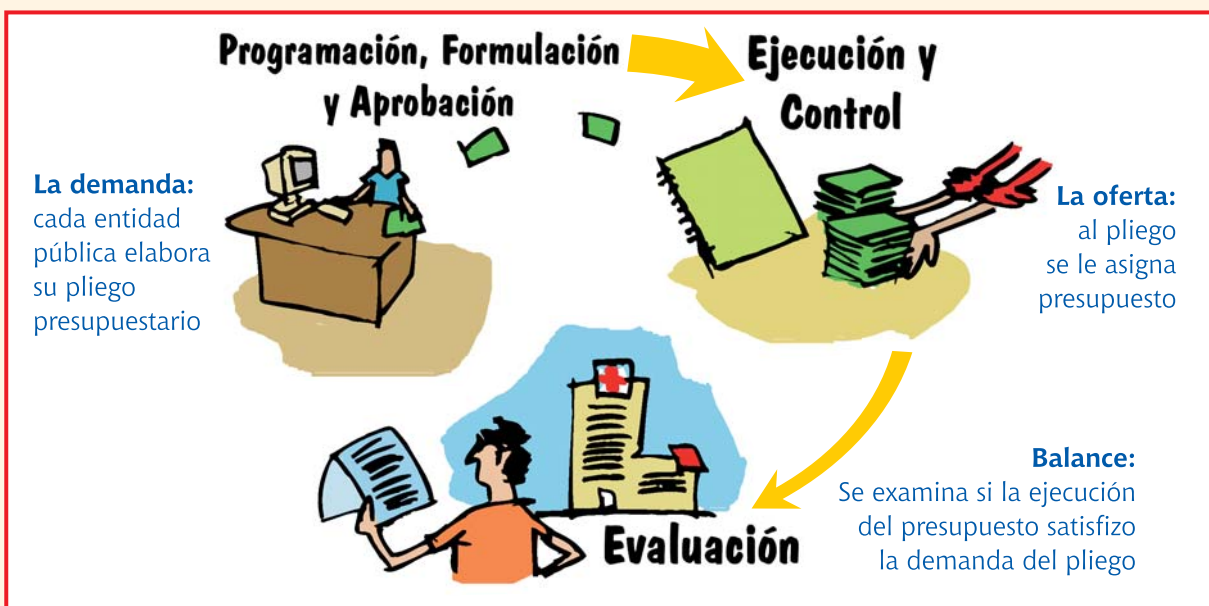 Programación, Formulación
y Aprobación
Ejecución y
Control
La demanda:
cada entidad
pública elabora
su pliego
presupuestario
La oferta:
al pliego
se le asigna
presupuesto
Balance:
Se examina si la ejecución
del presupuesto satisfizo
la demanda del pliego
Evaluación